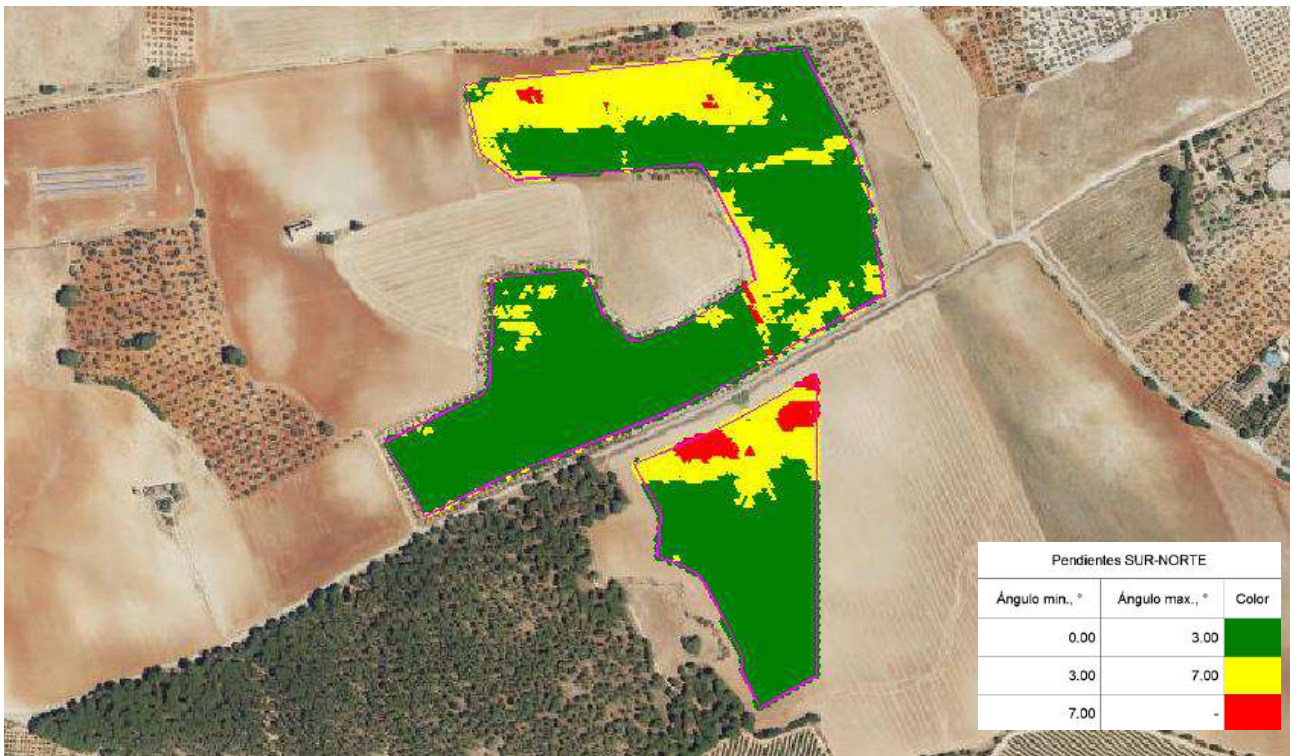 Pendientes SUR-NORTE
Ángulo min., ° Ángulo max., ° Color
0.00 3.00
3.00 7.00
7.00 -